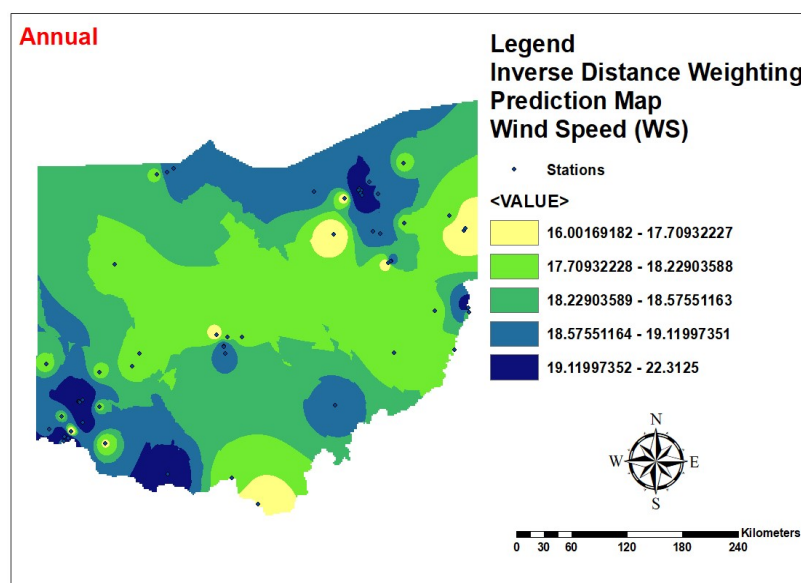 Annual
Legend
Inverse Distance Weighting
Prediction Map
Wind Speed (WS)
Stations
<VALUE>
16.00169182 - 17.70932227
17.70932228 - 18.22903588
18.22903589 - 18.57551163
18.57551164 - 19.11997351
19.11997352 - 22.3125
N
W E
S
Kilometers
0 30 60 120 180 240